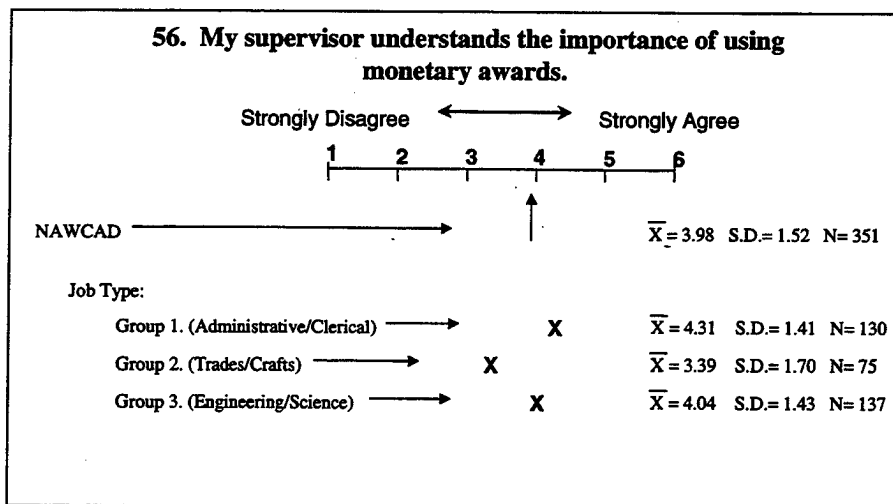 56. My supervisor understands the importance of using
monetary awards.
Strongly Disagree Strongly Agree
1 2 3 4 5 6
NAWCAD X̄ = 3.98 S.D.= 1.52 N= 351
Job Type:
Group 1. (Administrative/Clerical) X X̄ = 4.31 S.D.= 1.41 N= 130
Group 2. (Trades/Crafts) X X̄ = 3.39 S.D.= 1.70 N= 75
Group 3. (Engineering/Science) X X̄ = 4.04 S.D.= 1.43 N= 137